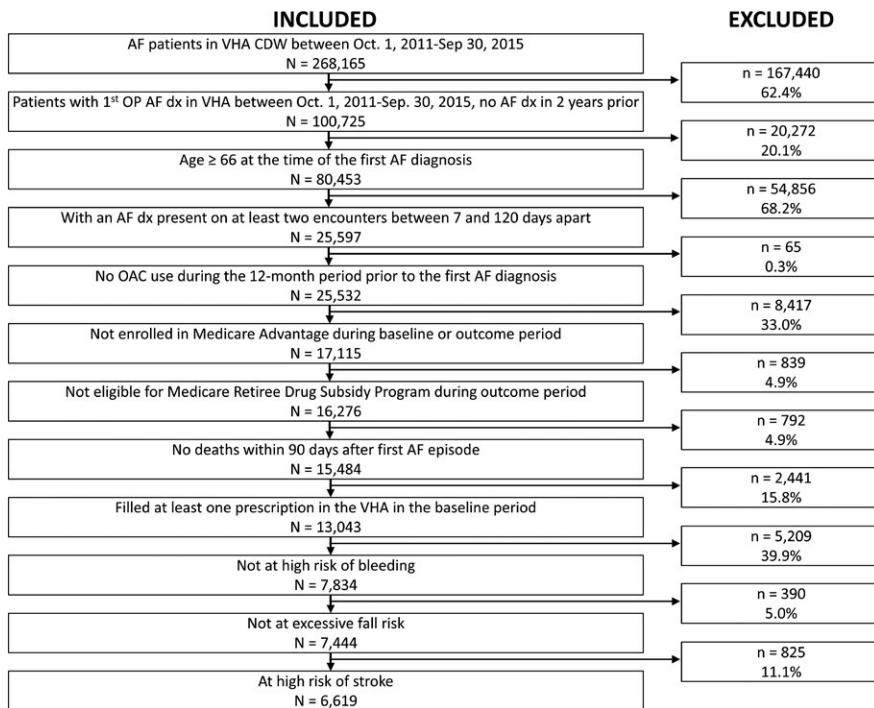 INCLUDED
EXCLUDED
AF patients in VHA CDW between Oct. 1, 2011-Sep 30, 2015
N = 268,165
n = 167,440
62.4%
Patients with 1st OP AF dx in VHA between Oct. 1, 2011-Sep. 30, 2015, no AF dx in 2 years prior
N = 100,725
n = 20,272
20.1%
Age ≥ 66 at the time of the first AF diagnosis
N = 80,453
n = 54,856
68.2%
With an AF dx present on at least two encounters between 7 and 120 days apart
N = 25,597
n = 65
0.3%
No OAC use during the 12-month period prior to the first AF diagnosis
N = 25,532
n = 8,417
33.0%
Not enrolled in Medicare Advantage during baseline or outcome period
N = 17,115
n = 839
4.9%
Not eligible for Medicare Retiree Drug Subsidy Program during outcome period
N = 16,276
n = 792
4.9%
No deaths within 90 days after first AF episode
N = 15,484
n = 2,441
15.8%
Filled at least one prescription in the VHA in the baseline period
N = 13,043
n = 5,209
39.9%
Not at high risk of bleeding
N = 7,834
n = 390
5.0%
Not at excessive fall risk
N = 7,444
n = 825
11.1%
At high risk of stroke
N = 6,619